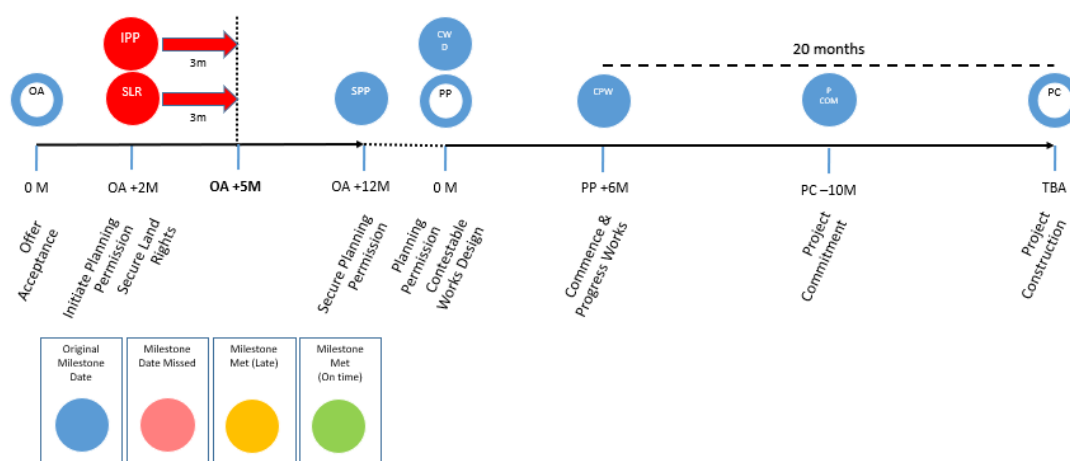 IPP
3m
SLR
3m
OA
SPP
CW
D
PP
20 months
CPW
P
COM
PC
0 M
OA +2M
OA +5M
OA +12M
0 M
PP +6M
PC –10M
TBA
Offer
Acceptance
Initiate Planning
Permission
Secure Land
Rights
Secure Planning
Permission
Planning
Permission
Contestable
Works Design
Commence &
Progress Works
Project
Commitment
Project
Construction
Original
Milestone
Date
Milestone
Date Missed
Milestone
Met (Late)
Milestone
Met
(On time)